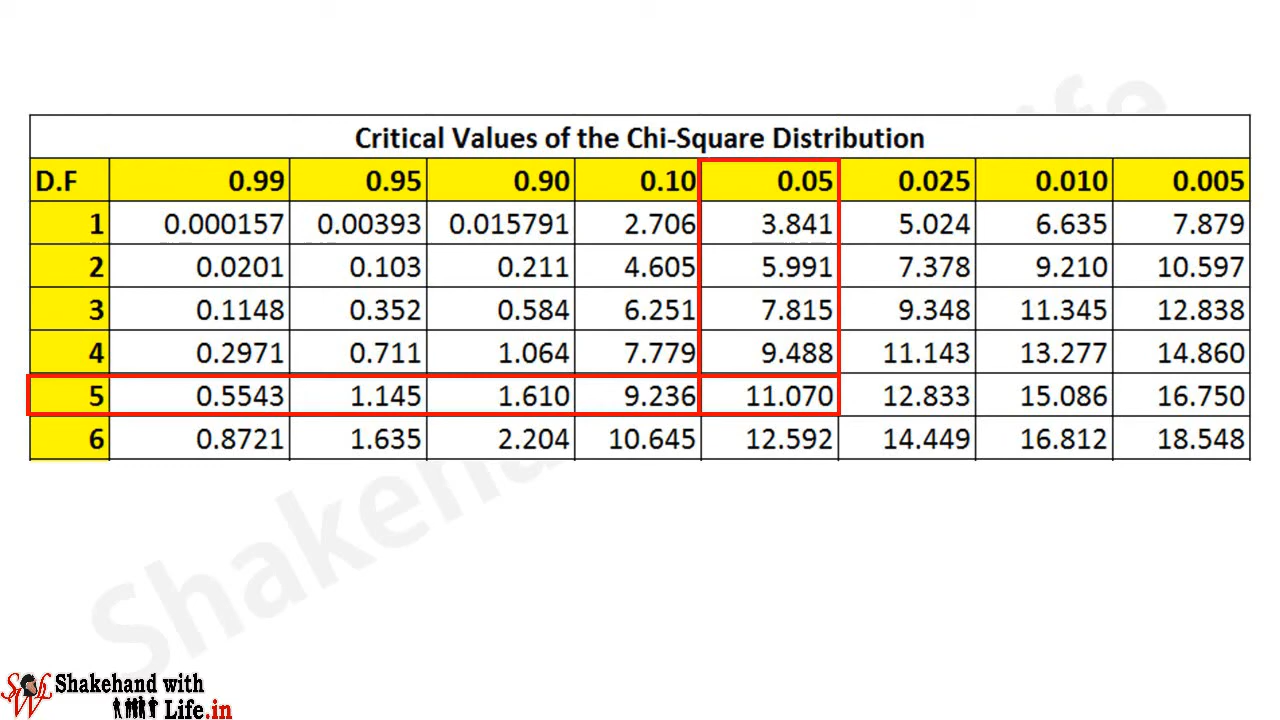 Critical Values of the Chi-Square Distribution
D.F 0.99 0.95 0.90 0.10 0.05 0.025 0.010 0.005
1 0.000157 0.00393 0.015791 2.706 3.841 5.024 6.635 7.879
2 0.0201 0.103 0.211 4.605 5.991 7.378 9.210 10.597
3 0.1148 0.352 0.584 6.251 7.815 9.348 11.345 12.838
4 0.2971 0.711 1.064 7.779 9.488 11.143 13.277 14.860
5 0.5543 1.145 1.610 9.236 11.070 12.833 15.086 16.750
6 0.8721 1.635 2.204 10.645 12.592 14.449 16.812 18.548
Shakehand with
Life.in